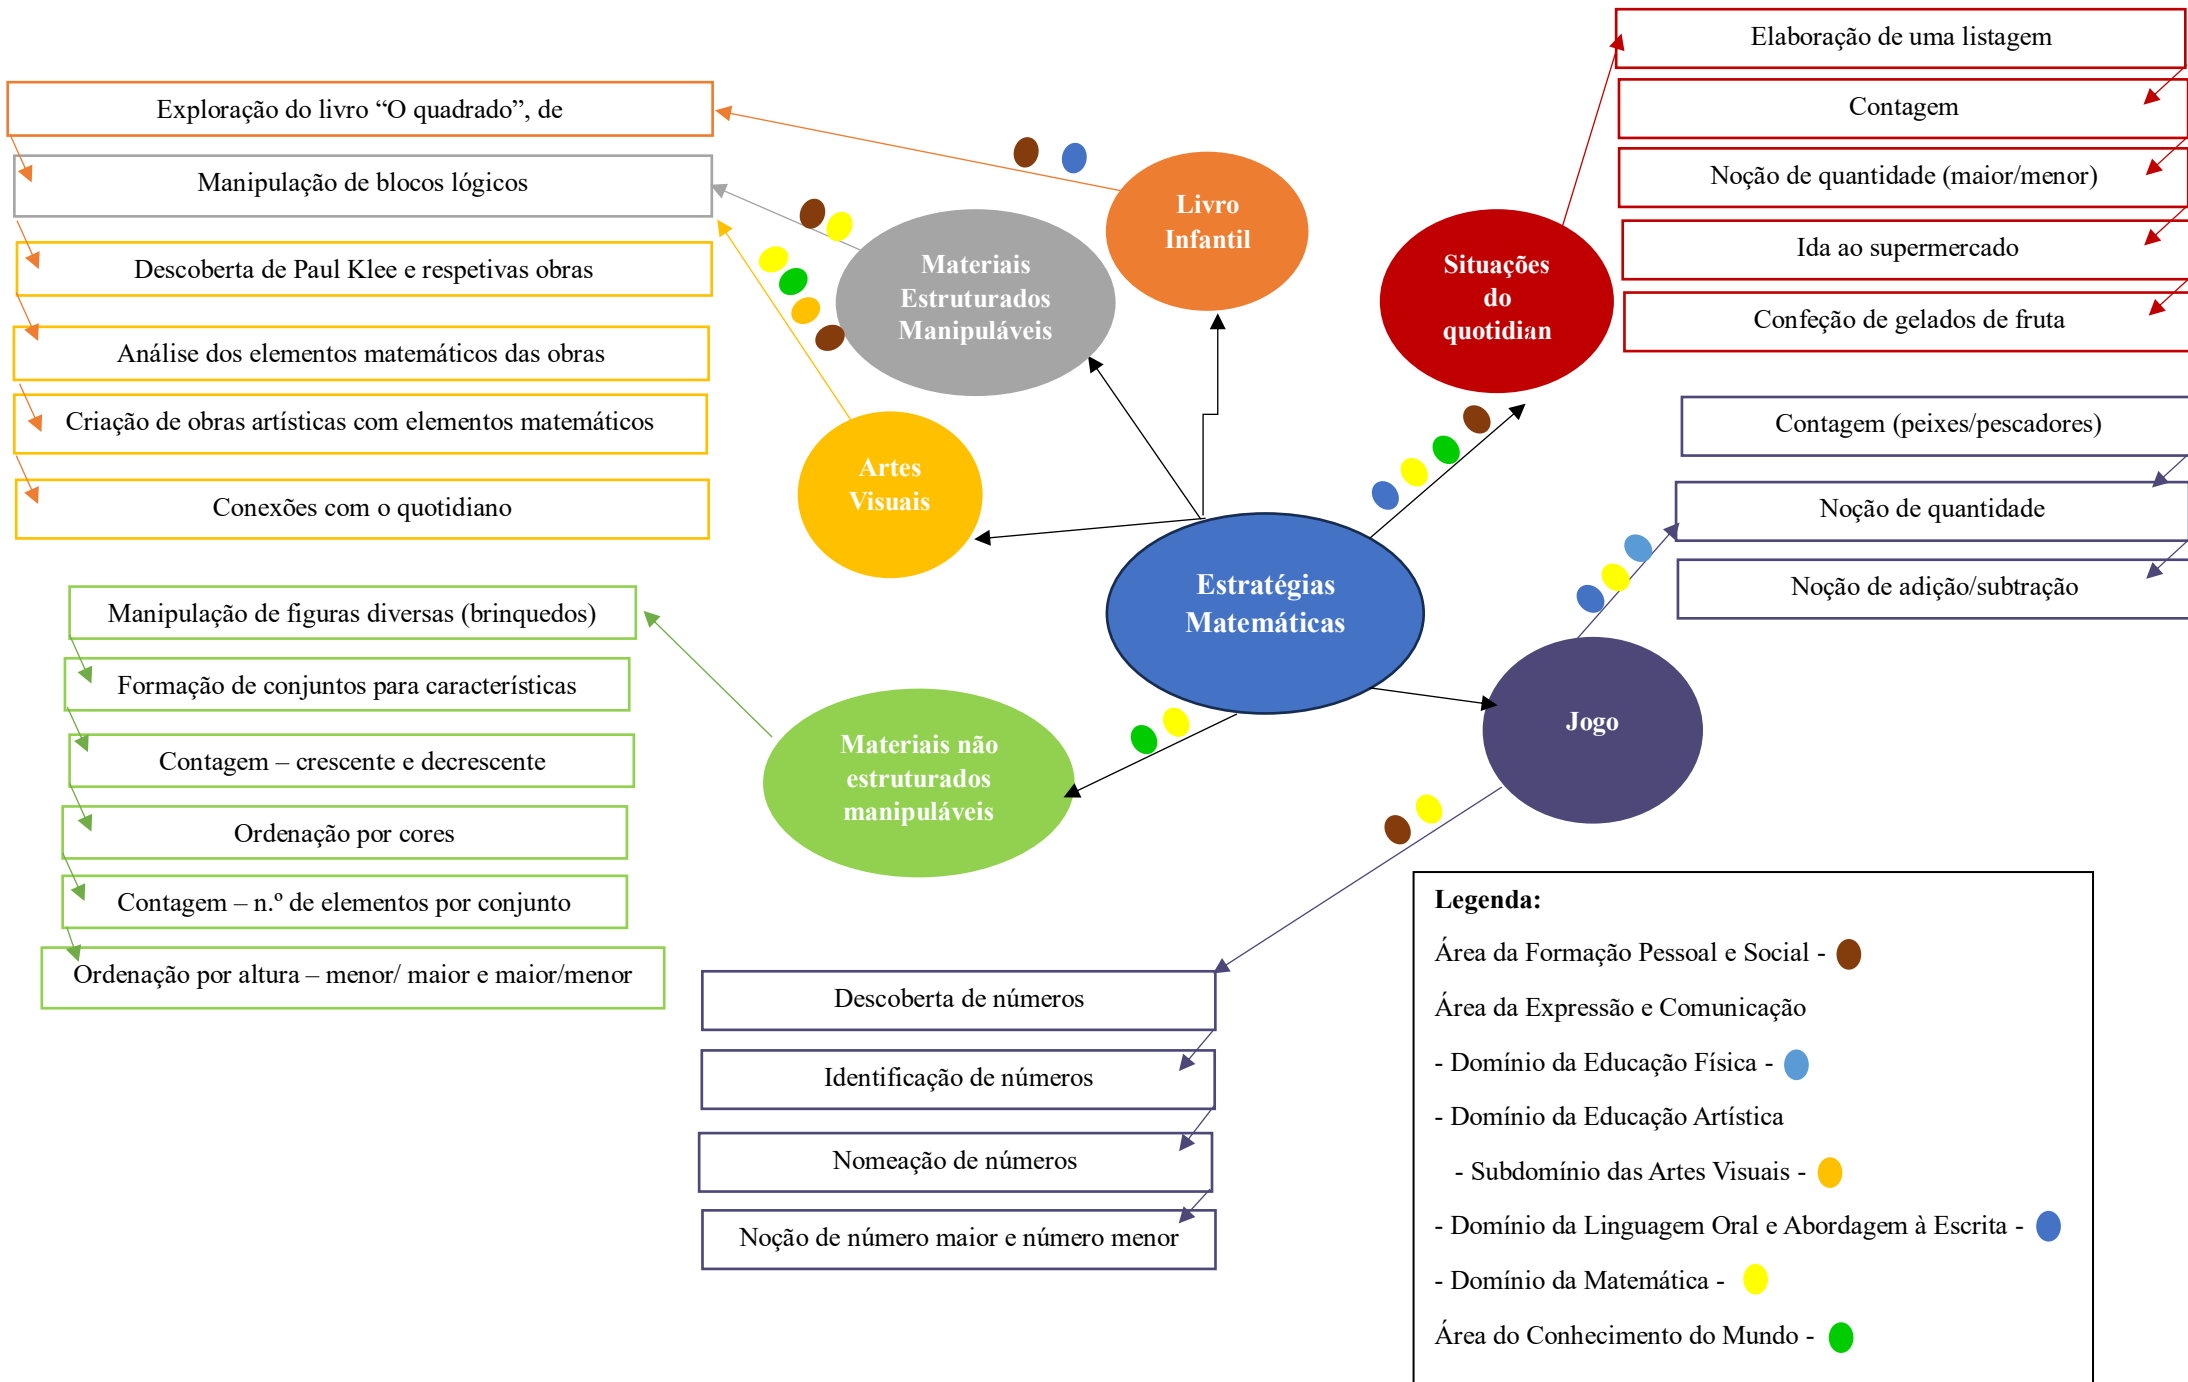 Elaboração de uma listagem
Contagem
Noção de quantidade (maior/menor)
Ida ao supermercado
Confeção de gelados de fruta
Exploração do livro “O quadrado”, de
Manipulação de blocos lógicos
Descoberta de Paul Klee e respetivas obras
Análise dos elementos matemáticos das obras
Criação de obras artísticas com elementos matemáticos
Conexões com o quotidiano
Livro
Infantil
Materiais
Estruturados
Manipuláveis
Situações
do
quotidian
Artes
Visuais
Contagem (peixes/pescadores)
Noção de quantidade
Noção de adição/subtração
Estratégias
Matemáticas
Manipulação de figuras diversas (brinquedos)
Formação de conjuntos para características
Contagem – crescente e decrescente
Ordenação por cores
Contagem – n.º de elementos por conjunto
Ordenação por altura – menor/ maior e maior/menor
Materiais não
estruturados
manipuláveis
Jogo
Descoberta de números
Identificação de números
Nomeação de números
Noção de número maior e número menor
Legenda:
Área da Formação Pessoal e Social -
Área da Expressão e Comunicação
- Domínio da Educação Física -
- Domínio da Educação Artística
- Subdomínio das Artes Visuais -
- Domínio da Linguagem Oral e Abordagem à Escrita -
- Domínio da Matemática -
Área do Conhecimento do Mundo -